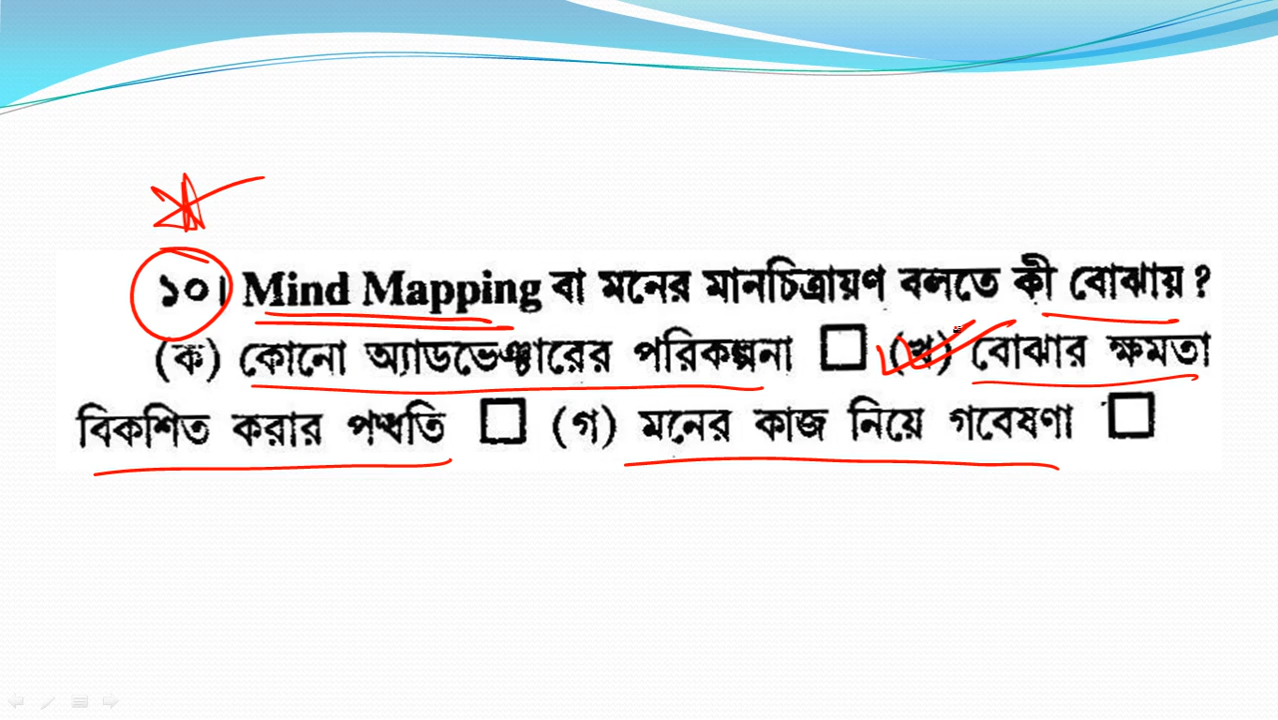 ১০। Mind Mapping বা মনের মানচিত্রায়ণ বলতে কী বোঝায় ?
(ক) কোনো অ্যাডভেঞ্চারের পরিকল্পনা (খ) বোঝার ক্ষমতা
বিকশিত করার পদ্ধতি (গ) মনের কাজ নিয়ে গবেষণা